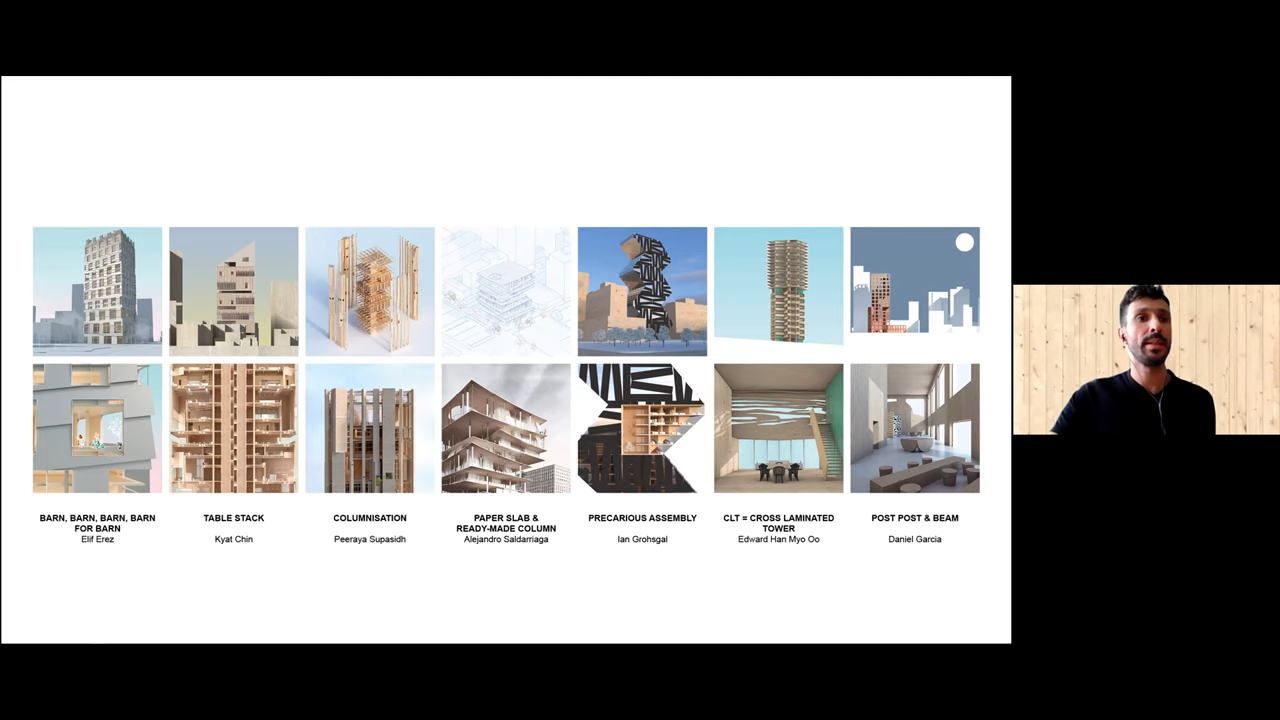 BARN, BARN, BARN, BARN
FOR BARN
Elif Erez
TABLE STACK
Kyat Chin
COLUMNISATION
Peeraya Supasidh
PAPER SLAB &
READY-MADE COLUMN
Alejandro Saldarriaga
PRECARIOUS ASSEMBLY
Ian Grohsgal
CLT = CROSS LAMINATED
TOWER
Edward Han Myo Oo
POST POST & BEAM
Daniel Garcia